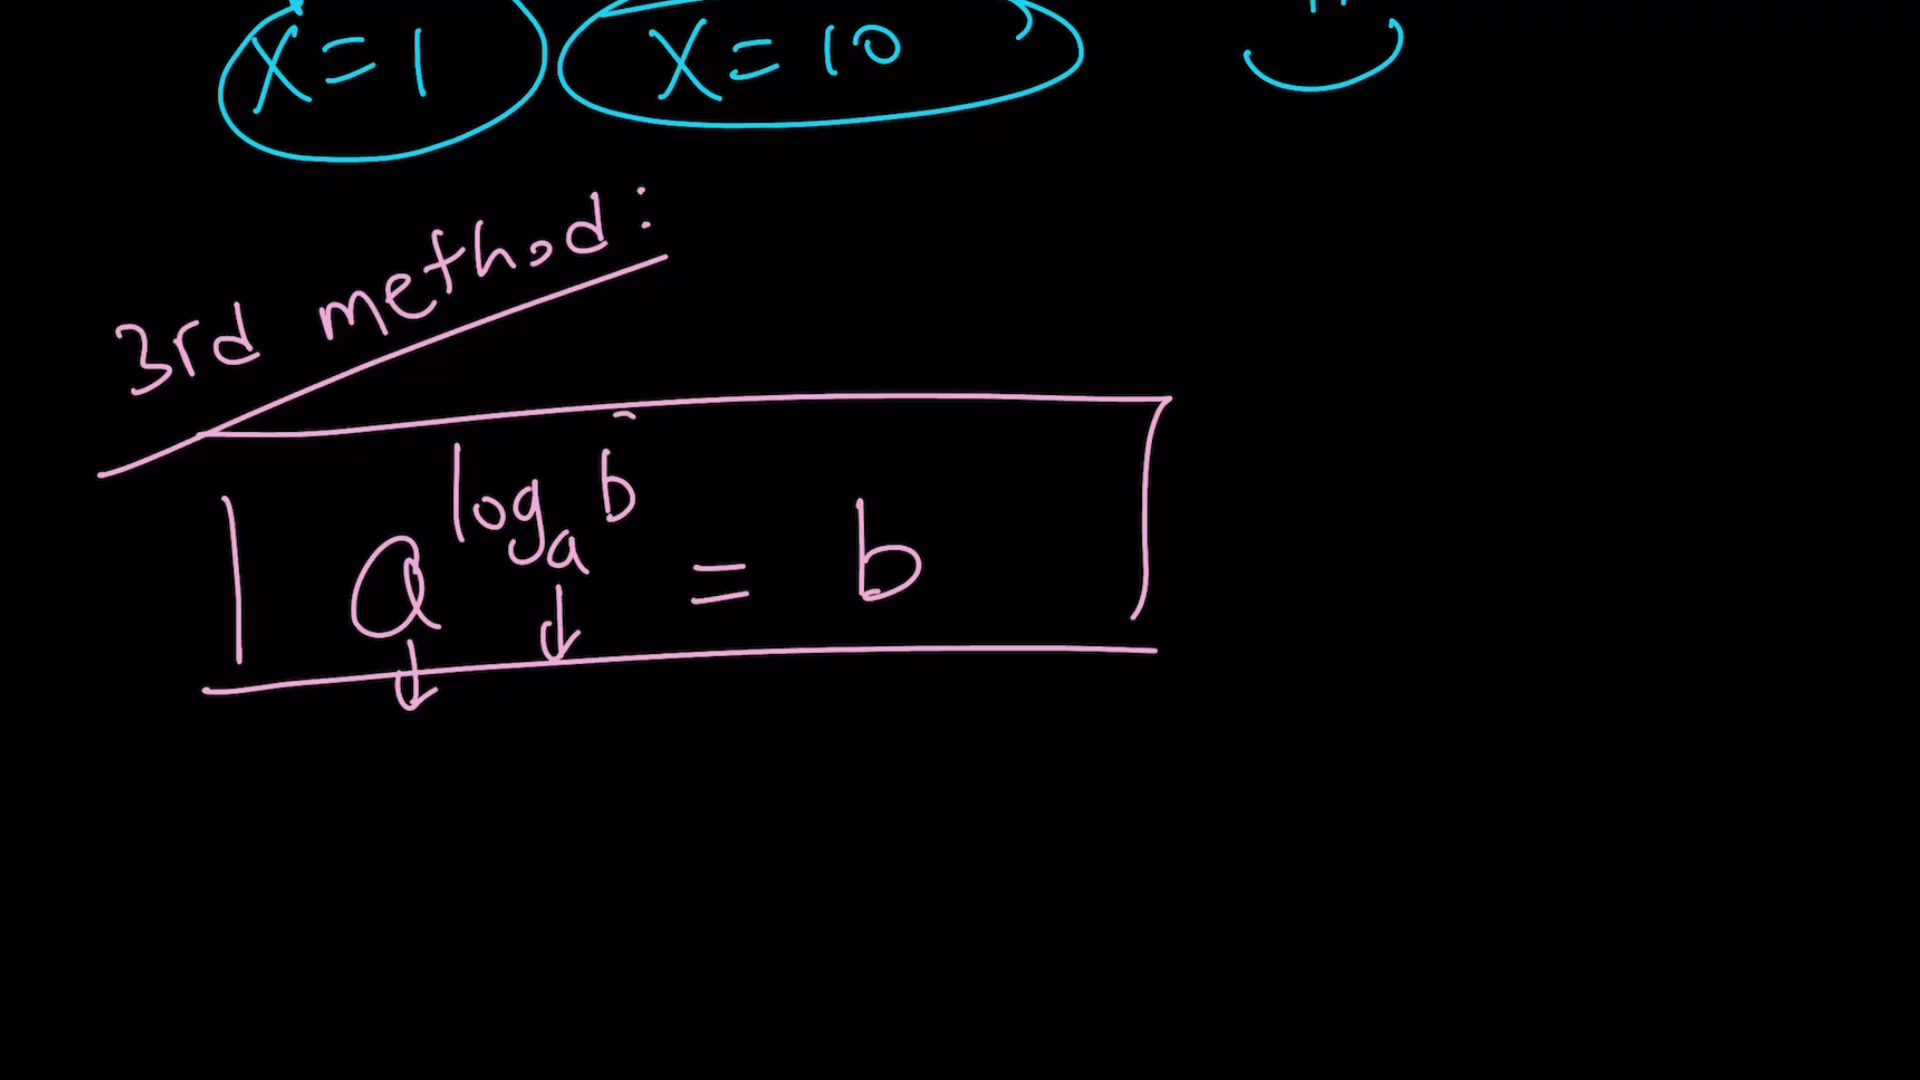 x = 1 x = 10
3rd method:
a^{log_a b} = b